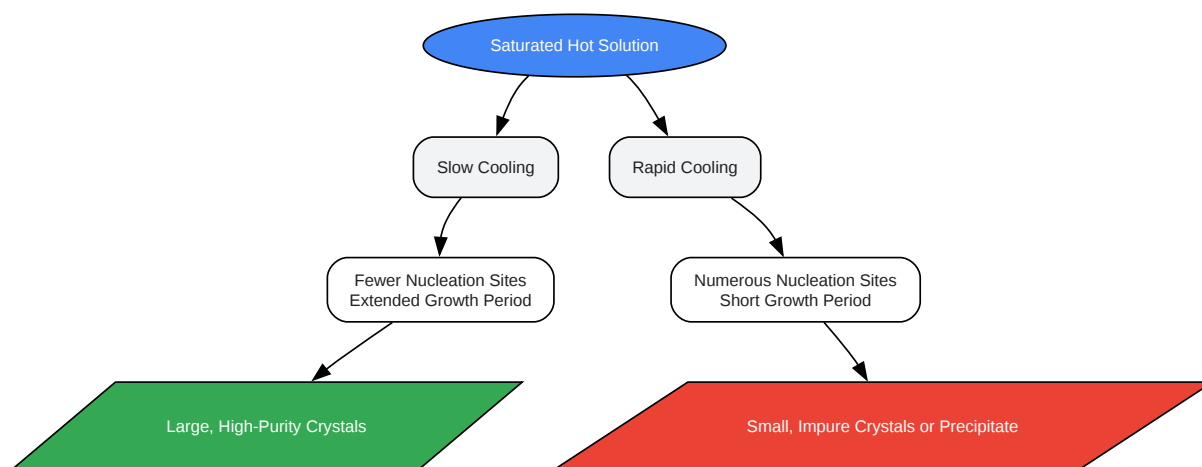 Saturated Hot Solution
Slow Cooling
Rapid Cooling
Fewer Nucleation Sites
Extended Growth Period
Numerous Nucleation Sites
Short Growth Period
Large, High-Purity Crystals
Small, Impure Crystals or Precipitate